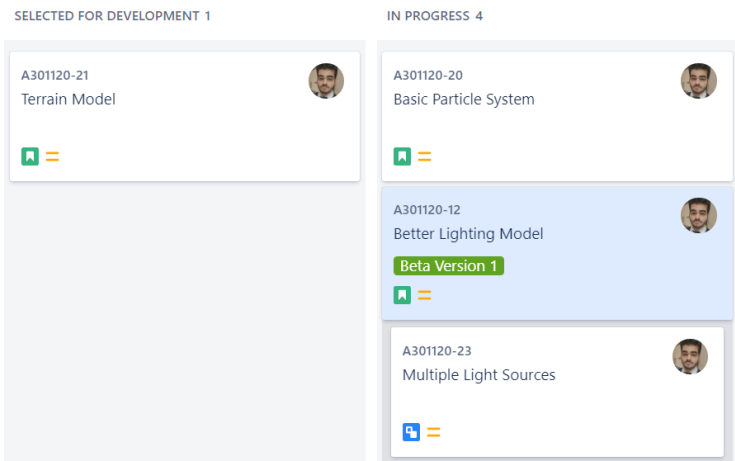 SELECTED FOR DEVELOPMENT 1
A301120-21
Terrain Model
IN PROGRESS 4
A301120-20
Basic Particle System
A301120-12
Better Lighting Model
Beta Version 1
A301120-23
Multiple Light Sources